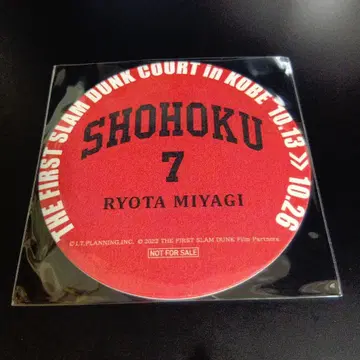 THE FIRST SLAM DUNK COURT in KOBE '10.13 >> 10.26
SHOHOKU
7
RYOTA MIYAGI
© I.T.PLANNING,INC. © 2022 THE FIRST SLAM DUNK Film Partners
NOT FOR SALE